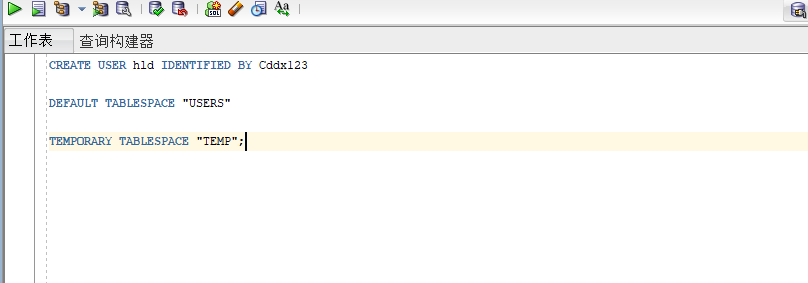 工作表
查询构建器
CREATE USER hld IDENTIFIED BY Cddx123
DEFAULT TABLESPACE "USERS"
TEMPORARY TABLESPACE "TEMP";